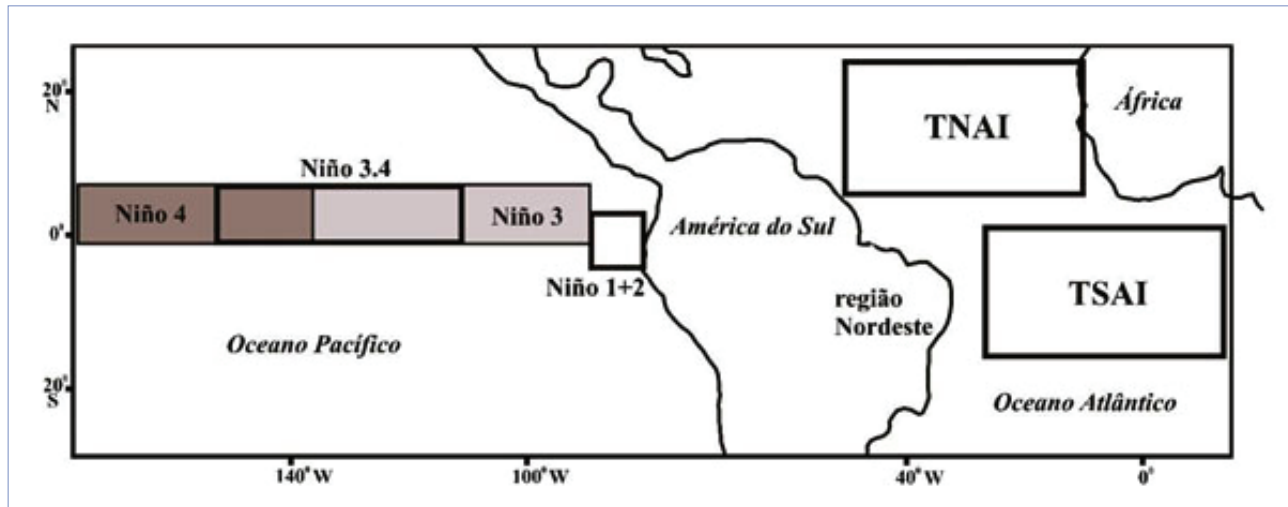 20°
N
0°
20°
S
Niño 3.4
Niño 4
Niño 3
Niño 1+2
Oceano Pacífico
América do Sul
região
Nordeste
TNAI
África
TSAI
Oceano Atlântico
140° W
100° W
40° W
0°